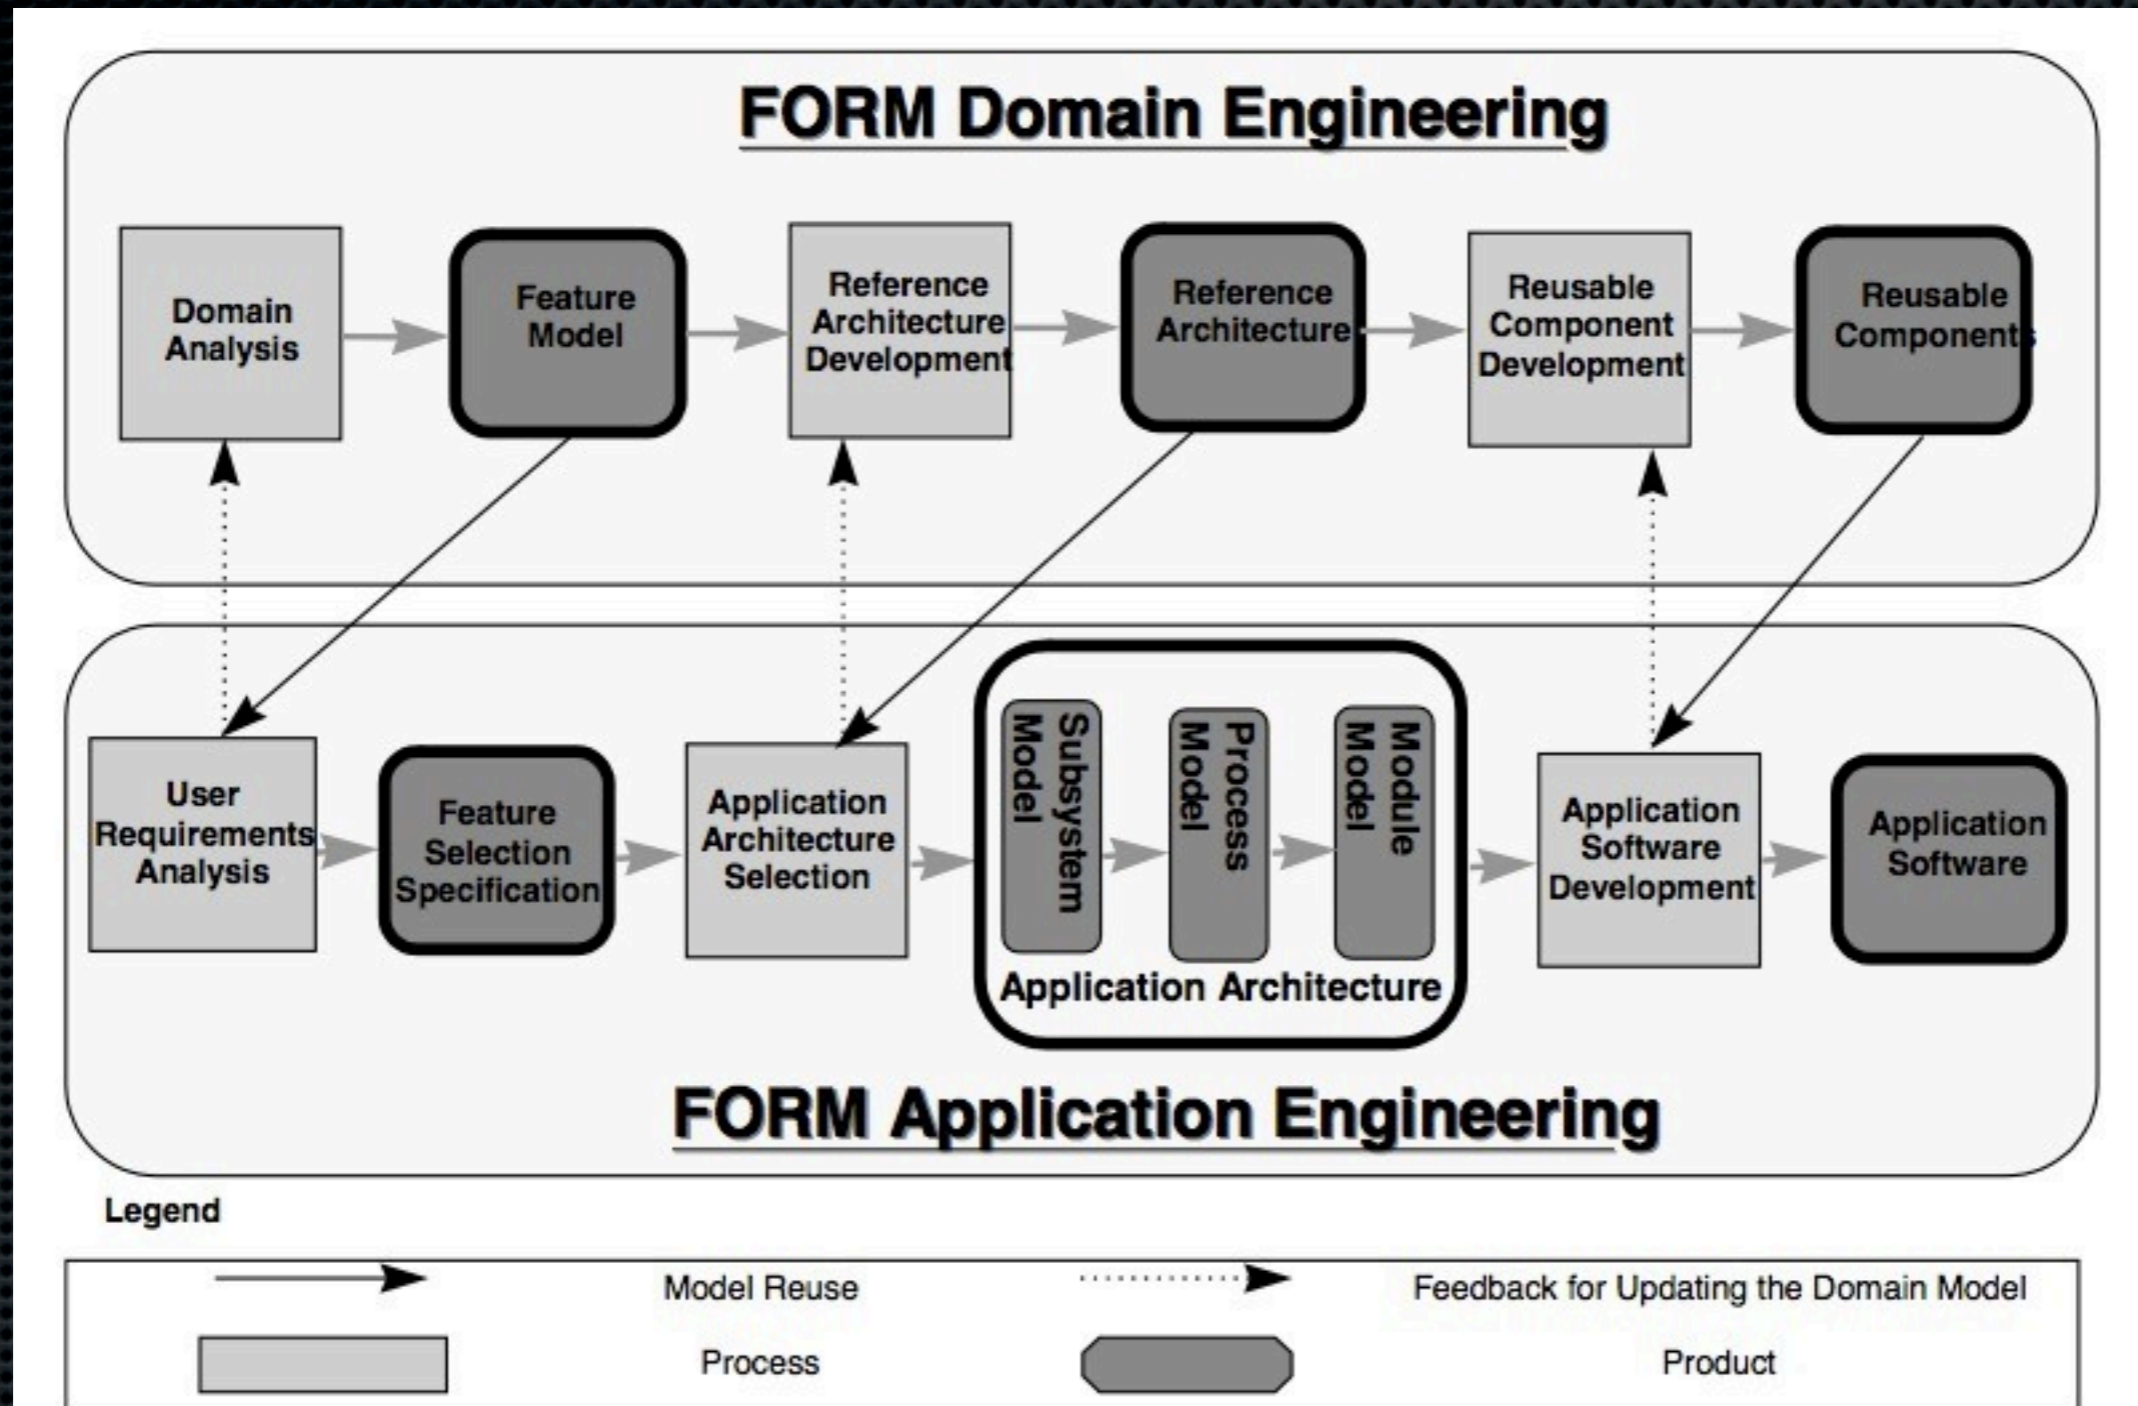 FORM Domain Engineering
Domain
Analysis
Feature
Model
Reference
Architecture
Development
Reference
Architecture
Reusable
Component
Development
Reusable
Components
User
Requirements
Analysis
Feature
Selection
Specification
Application
Architecture
Selection
Subsystem
Model
Process
Model
Module
Model
Application Architecture
Application
Software
Development
Application
Software
FORM Application Engineering
Legend
Model Reuse
Feedback for Updating the Domain Model
Process
Product